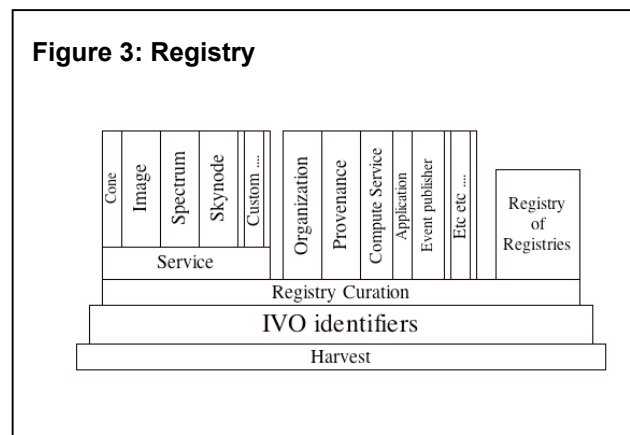 Figure 3: Registry
Cone
Image
Spectrum
Skynode
Custom ....
Organization
Provenance
Compute Service
Application
Event publisher
Etc etc ....
Registry
of
Registries
Service
Registry Curation
IVO identifiers
Harvest